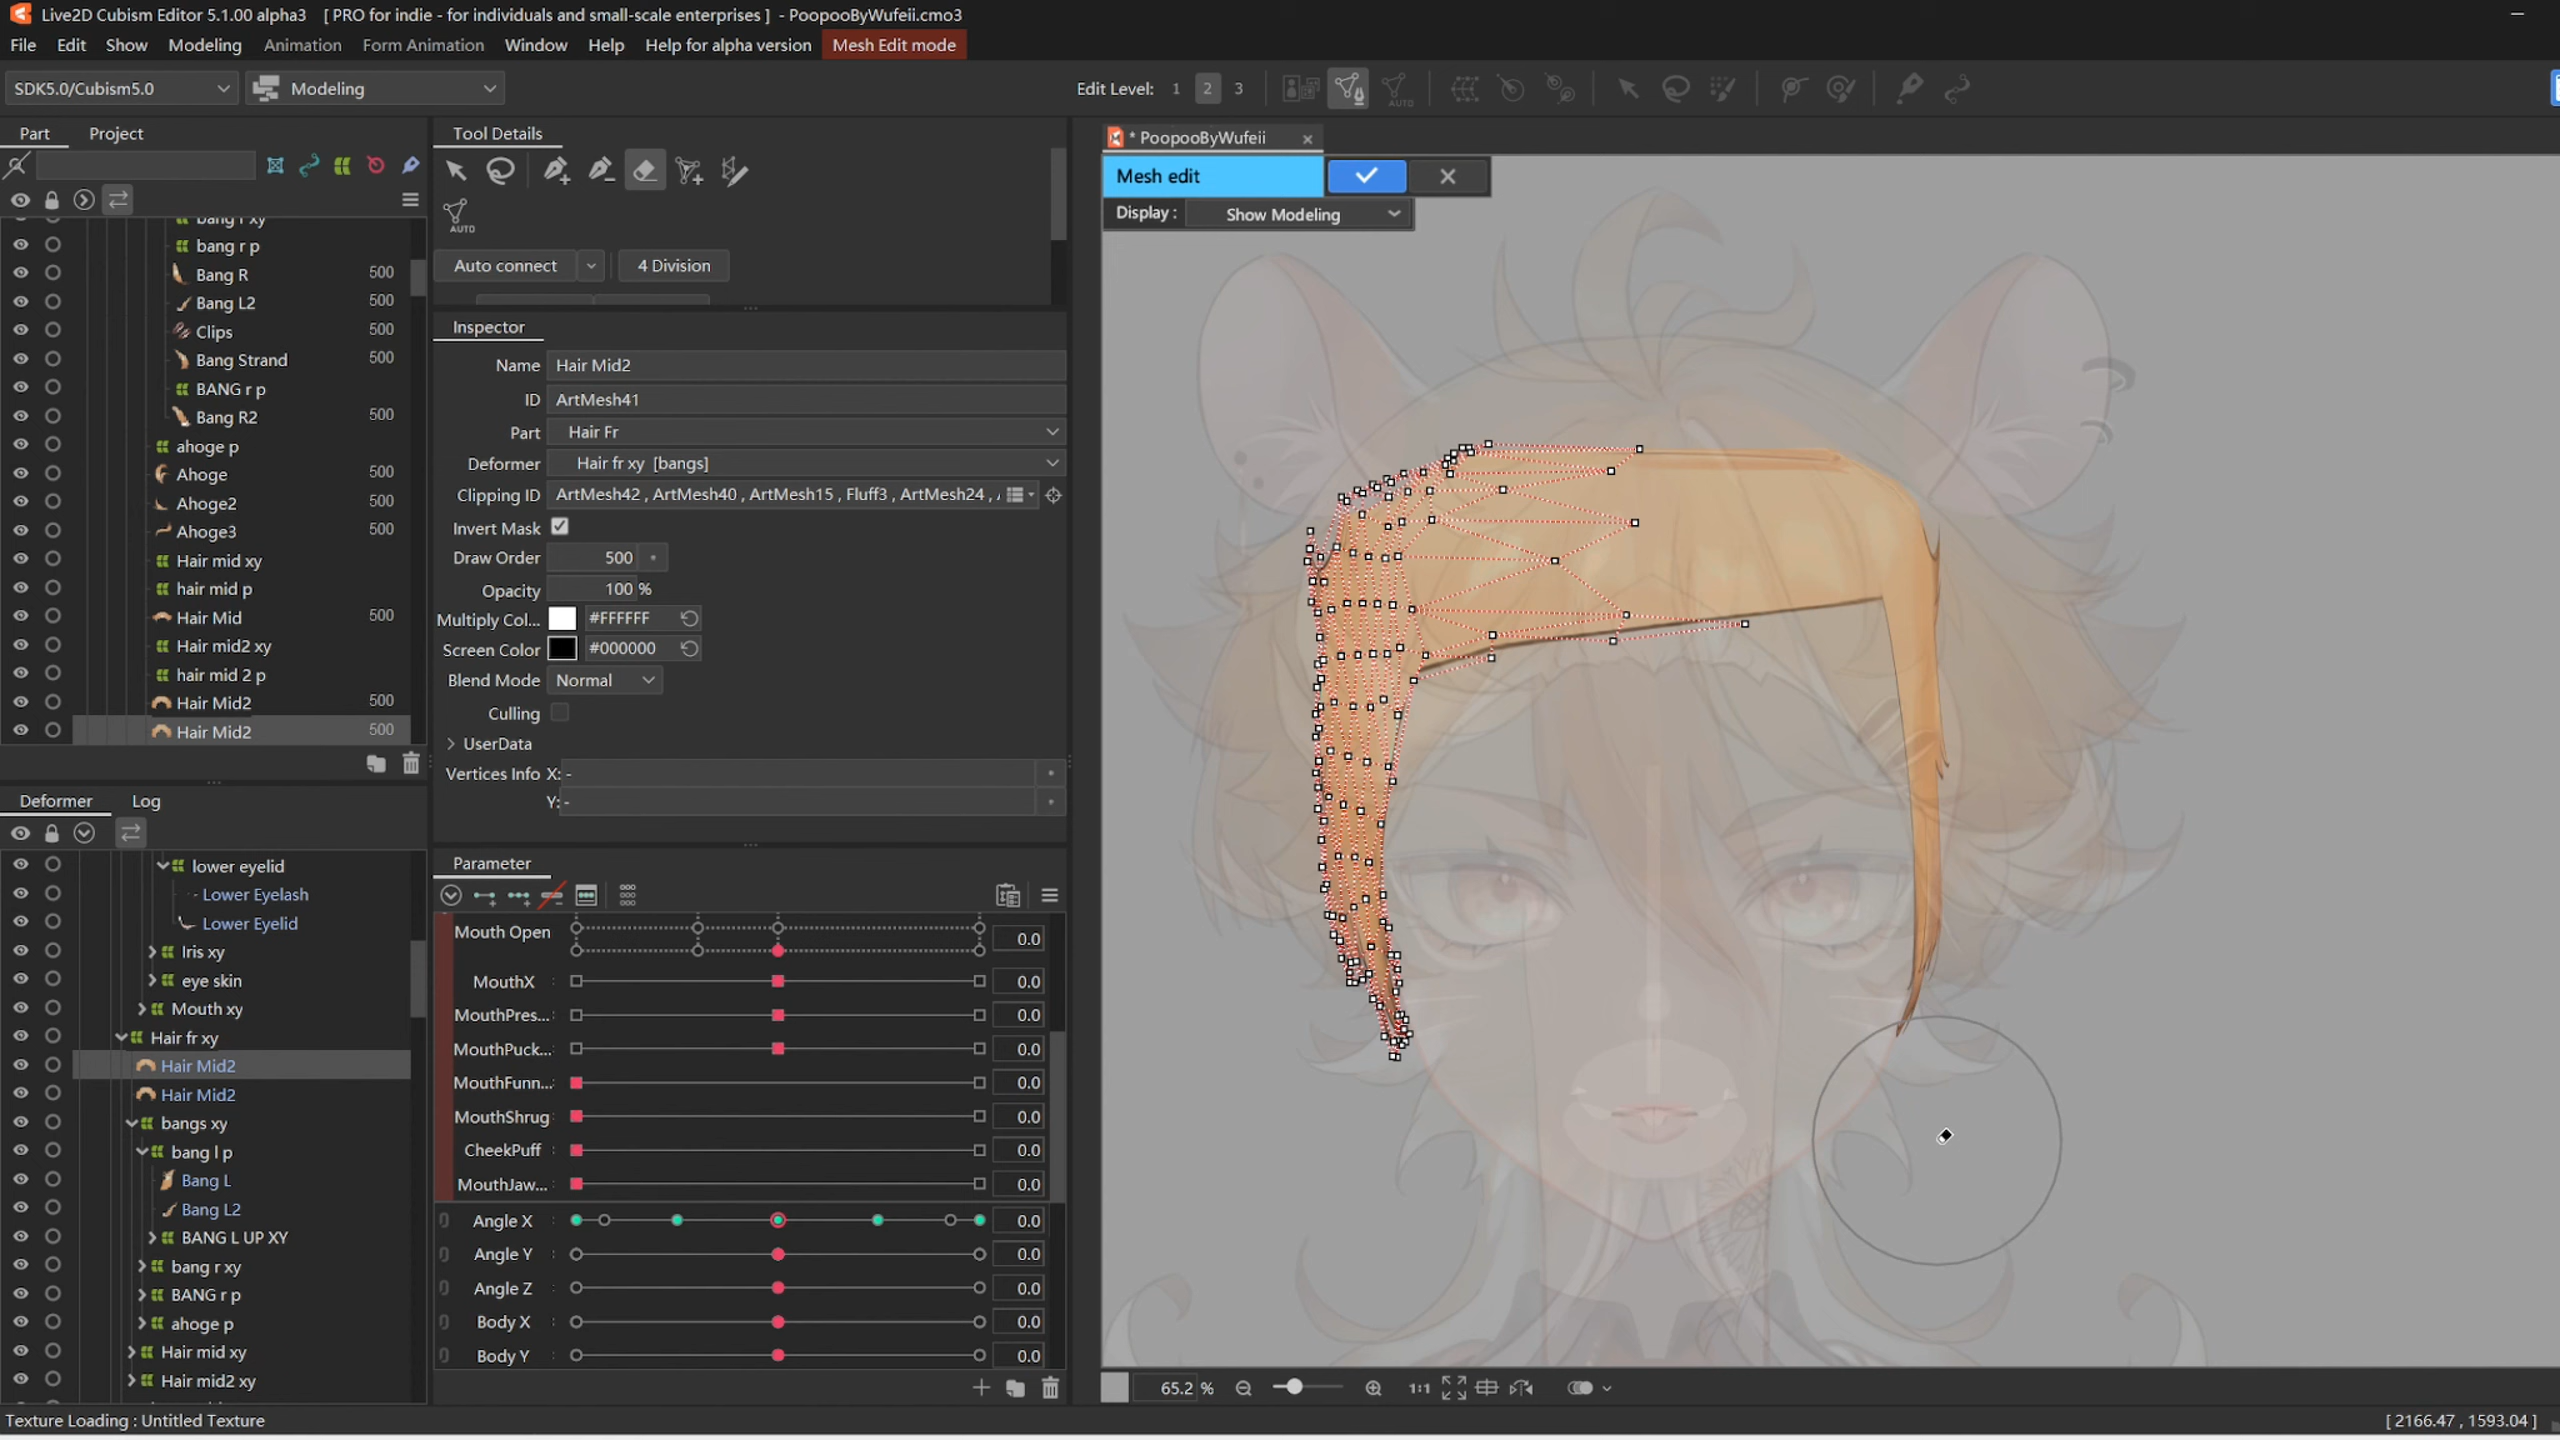 Live2D Cubism Editor 5.1.00 alpha3 [ PRO for indie - for individuals and small-scale enterprises ] - PoopooByWufeii.cmo3
File Edit Show Modeling Animation Form Animation Window Help Help for alpha version Mesh Edit mode
SDK5.0/Cubism5.0 Modeling Edit Level: 1 2 3 AUTO
Part Project
bang r xy
bang r p
Bang R 500
Bang L2 500
Clips 500
Bang Strand 500
BANG r p
Bang R2 500
ahoge p
Ahoge 500
Ahoge2 500
Ahoge3 500
Hair mid xy
hair mid p
Hair Mid 500
Hair mid2 xy
hair mid 2 p
Hair Mid2 500
Hair Mid2 500
Deformer Log
lower eyelid
Lower Eyelash
Lower Eyelid
Iris xy
eye skin
Mouth xy
Hair fr xy
Hair Mid2
Hair Mid2
bangs xy
bang l p
Bang L
Bang L2
BANG L UP XY
bang r xy
BANG r p
ahoge p
Hair mid xy
Hair mid2 xy
Texture Loading : Untitled Texture
Tool Details
AUTO
Auto connect 4 Division
Inspector
Name Hair Mid2
ID ArtMesh41
Part Hair Fr
Deformer Hair fr xy [bangs]
Clipping ID ArtMesh42 , ArtMesh40 , ArtMesh15 , Fluff3 , ArtMesh24 ,
Invert Mask
Draw Order 500
Opacity 100 %
Multiply Col... #FFFFFF
Screen Color #000000
Blend Mode Normal
Culling
UserData
Vertices Info X: -
Y: -
Parameter
Mouth Open 0.0
MouthX 0.0
MouthPres... 0.0
MouthPuck... 0.0
MouthFunn... 0.0
MouthShrug 0.0
CheekPuff 0.0
MouthJaw... 0.0
Angle X 0.0
Angle Y 0.0
Angle Z 0.0
Body X 0.0
Body Y 0.0
* PoopooByWufeii
Mesh edit
Display : Show Modeling
65.2 % 1:1
[ 2166.47 , 1593.04 ]